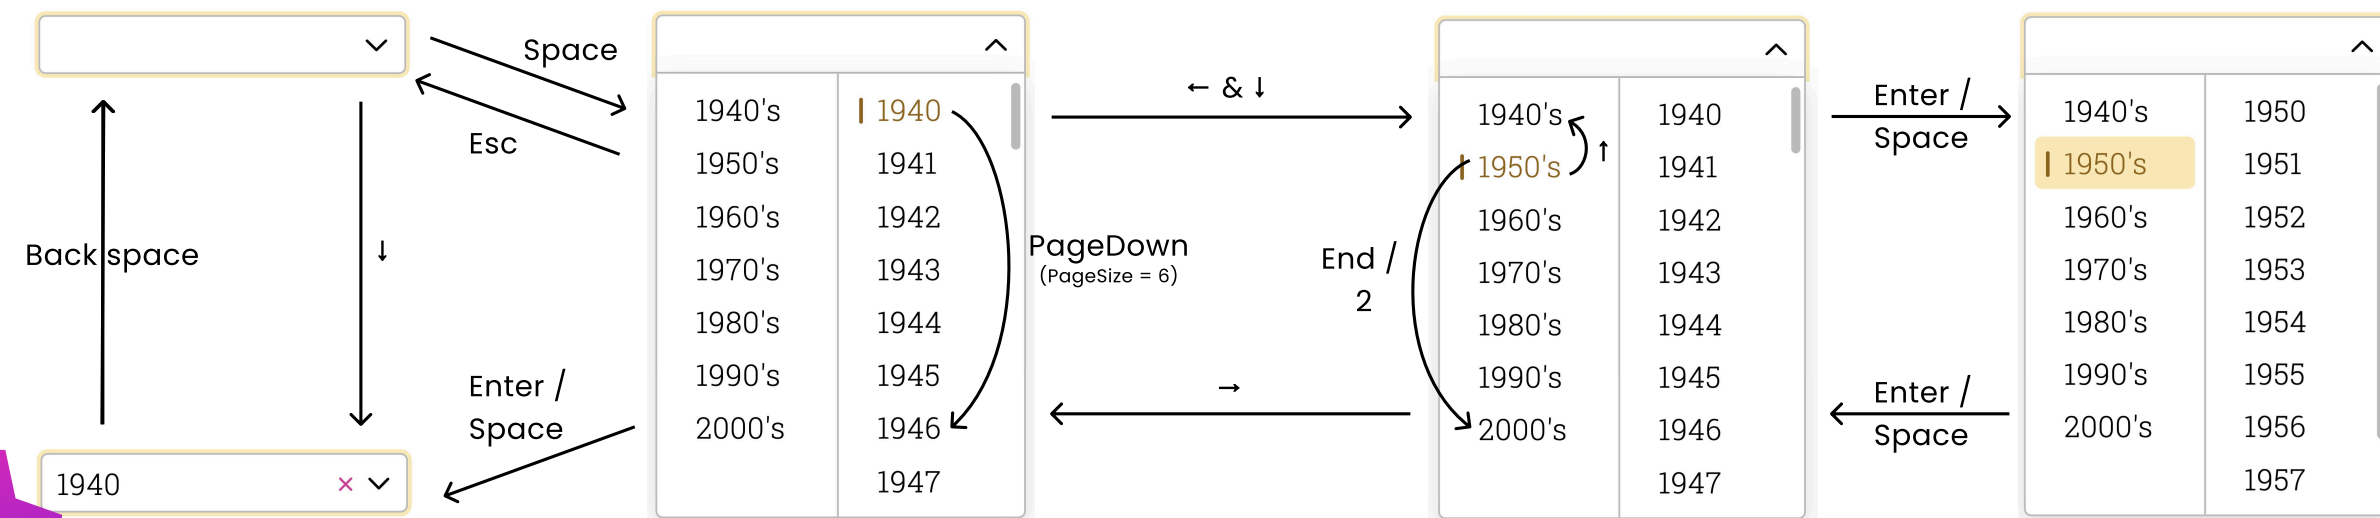 Space
Esc
Back space
↓
1940
×
Enter /
Space
1940's
1950's
1960's
1970's
1980's
1990's
2000's
1940
1941
1942
1943
1944
1945
1946
1947
PageDown
(PageSize = 6)
← & ↓
→
End /
2
↑
1940's
1950's
1960's
1970's
1980's
1990's
2000's
1940
1941
1942
1943
1944
1945
1946
1947
Enter /
Space
Enter /
Space
1940's
1950's
1960's
1970's
1980's
1990's
2000's
1950
1951
1952
1953
1954
1955
1956
1957